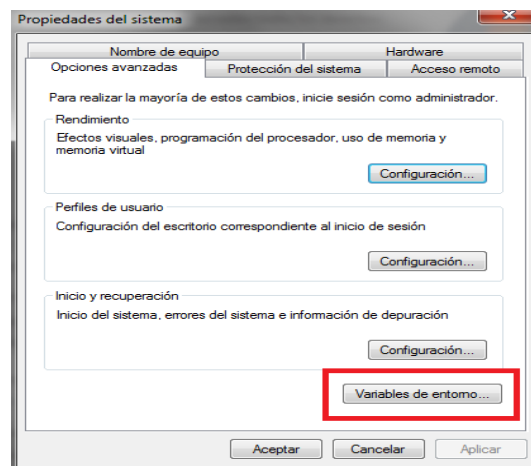 Propiedades del sistema
Nombre de equipo
Hardware
Opciones avanzadas
Protección del sistema
Acceso remoto
Para realizar la mayoría de estos cambios, inicie sesión como administrador.
Rendimiento
Efectos visuales, programación del procesador, uso de memoria y
memoria virtual
Configuración...
Perfiles de usuario
Configuración del escritorio correspondiente al inicio de sesión
Configuración...
Inicio y recuperación
Inicio del sistema, errores del sistema e información de depuración
Configuración...
Variables de entorno...
Aceptar
Cancelar
Aplicar